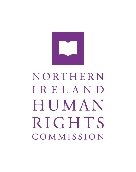 NORTHERN
IRELAND
HUMAN
RIGHTS
COMMISSION